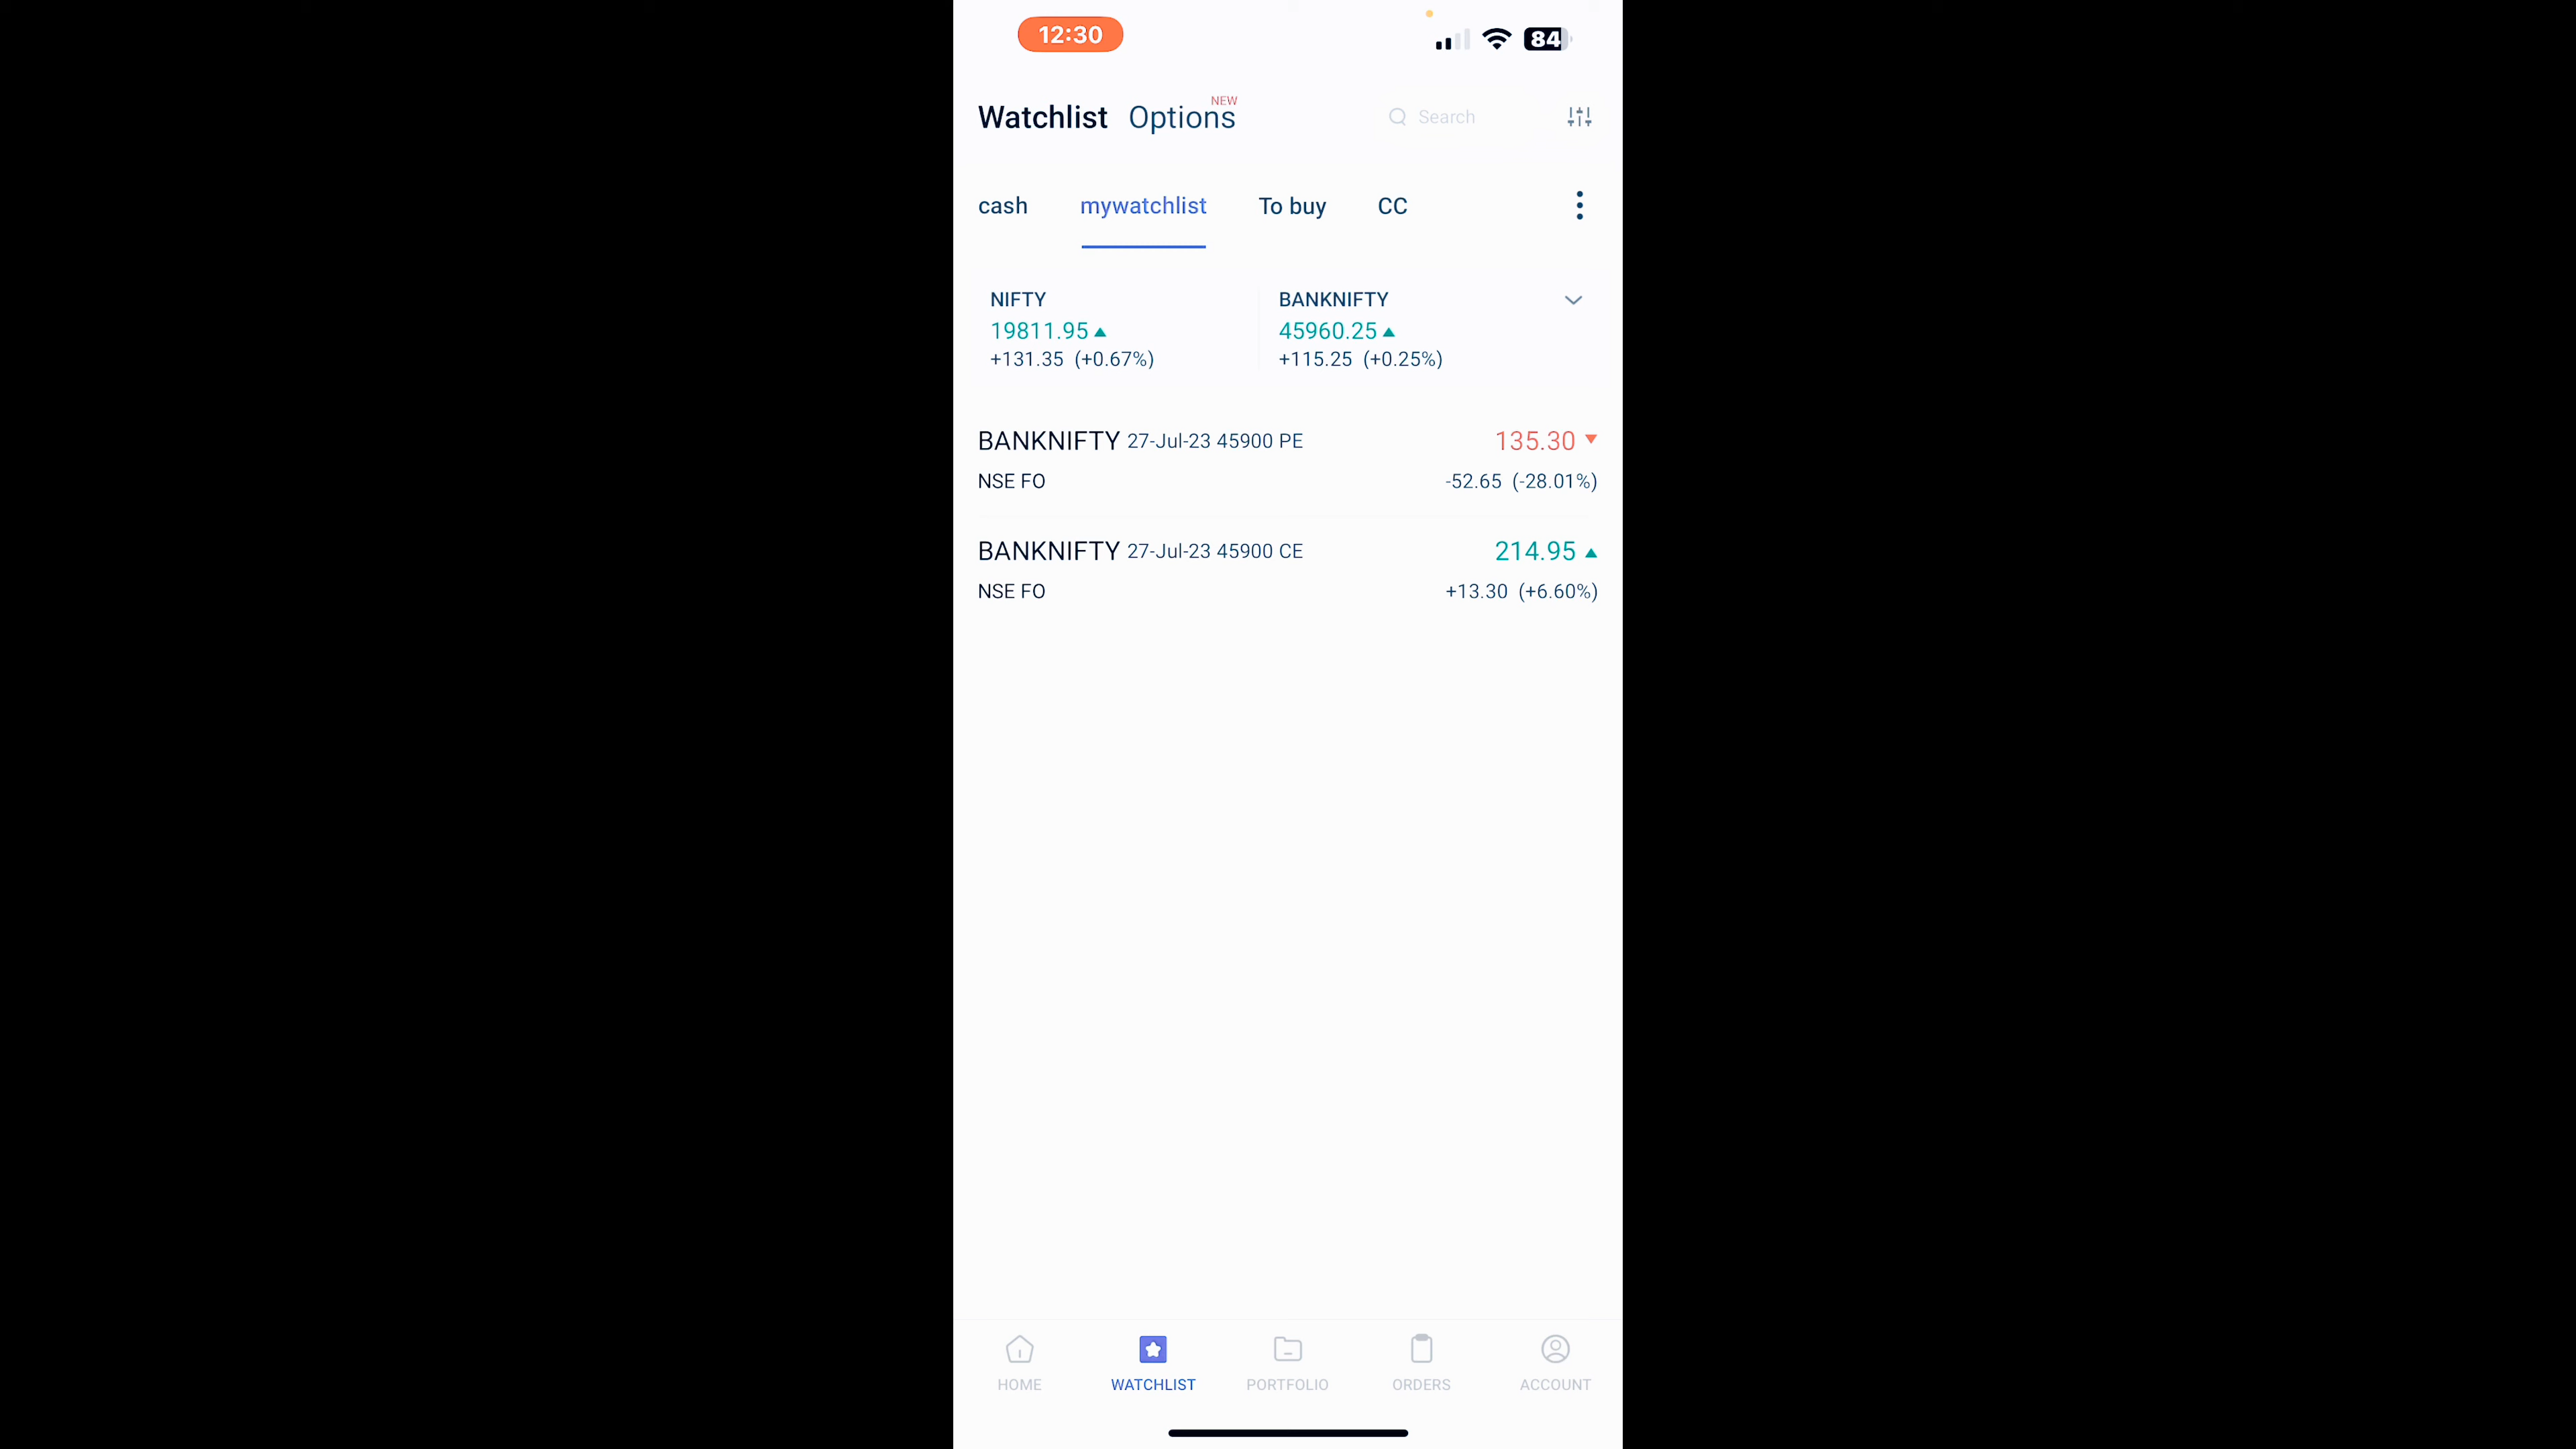 12:30
84
Watchlist Options NEW
Search
cash mywatchlist To buy CC
NIFTY BANKNIFTY
19811.95 45960.25
+131.35 (+0.67%) +115.25 (+0.25%)
BANKNIFTY 27-Jul-23 45900 PE 135.30
NSE FO -52.65 (-28.01%)
BANKNIFTY 27-Jul-23 45900 CE 214.95
NSE FO +13.30 (+6.60%)
HOME WATCHLIST PORTFOLIO ORDERS ACCOUNT